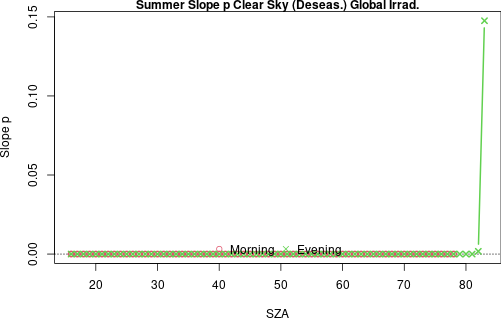 Summer Slope p Clear Sky (Deseas.) Global Irrad.
Slope p
0.15
0.10
0.05
0.00
Morning
Evening
20 30 40 50 60 70 80
SZA